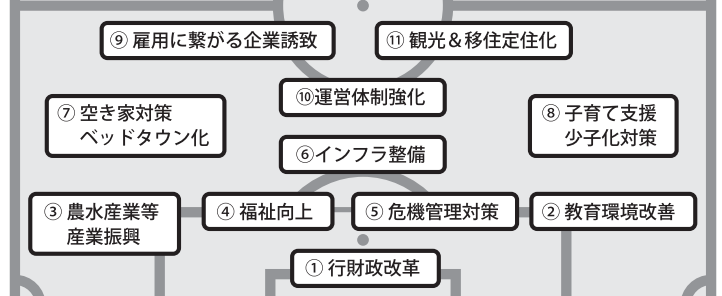 ⑨ 雇用に繋がる企業誘致
⑪ 観光＆移住定住化
⑩運営体制強化
⑦ 空き家対策
ベッドタウン化
⑧ 子育て支援
少子化対策
⑥インフラ整備
③ 農水産業等
産業振興
④ 福祉向上
⑤ 危機管理対策
② 教育環境改善
① 行財政改革